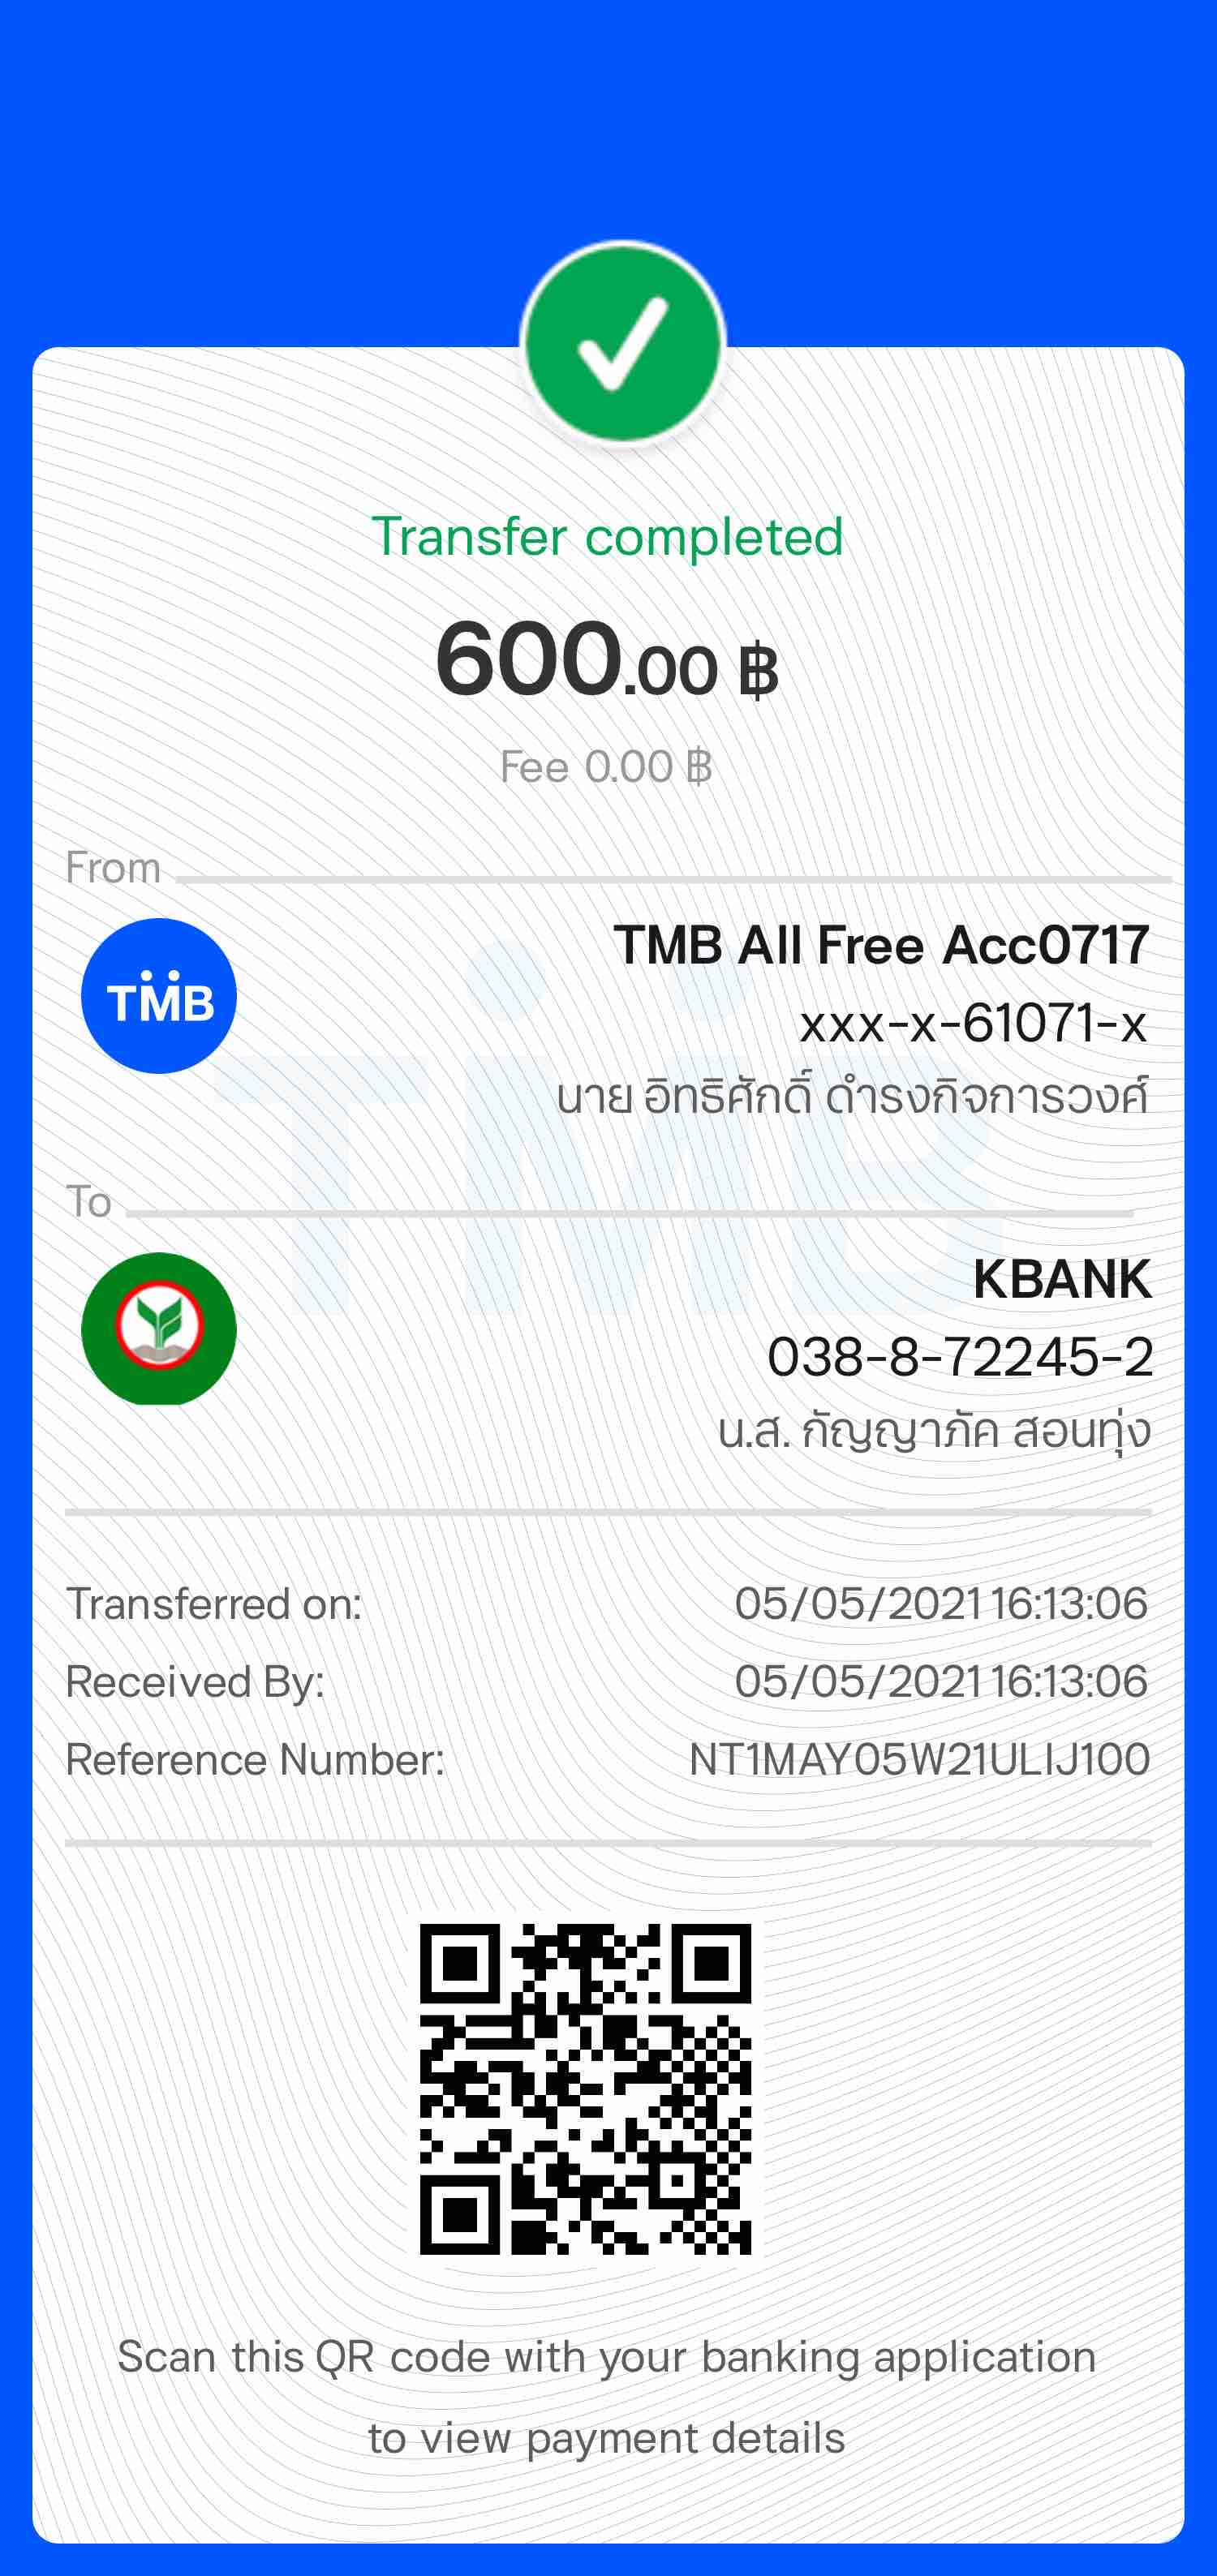 Transfer completed
600.00 ฿
Fee 0.00 ฿
From
TMB
TMB All Free Acc0717
xxx-x-61071-x
นาย อิทธิศักดิ์ ดำรงกิจการวงศ์
To
KBANK
038-8-72245-2
น.ส. กัญญาภัค สอนทุ่ง
Transferred on: 05/05/2021 16:13:06
Received By: 05/05/2021 16:13:06
Reference Number: NT1MAY05W21ULIJ100
Scan this QR code with your banking application
to view payment details